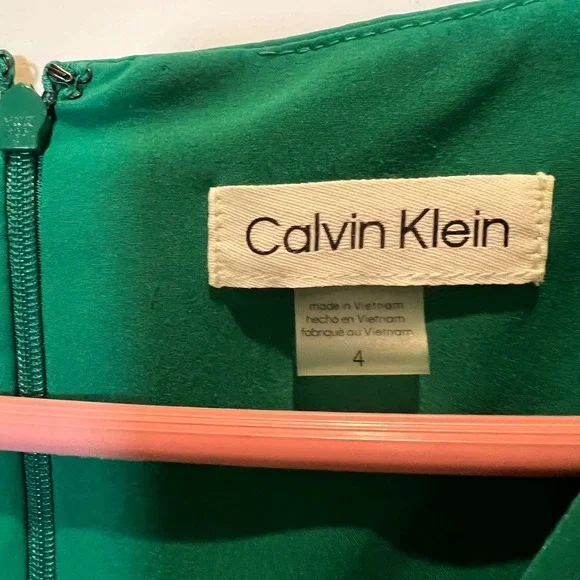 Calvin Klein
made in Vietnam
hecho en Vietnam
fabriqué au Vietnam
4